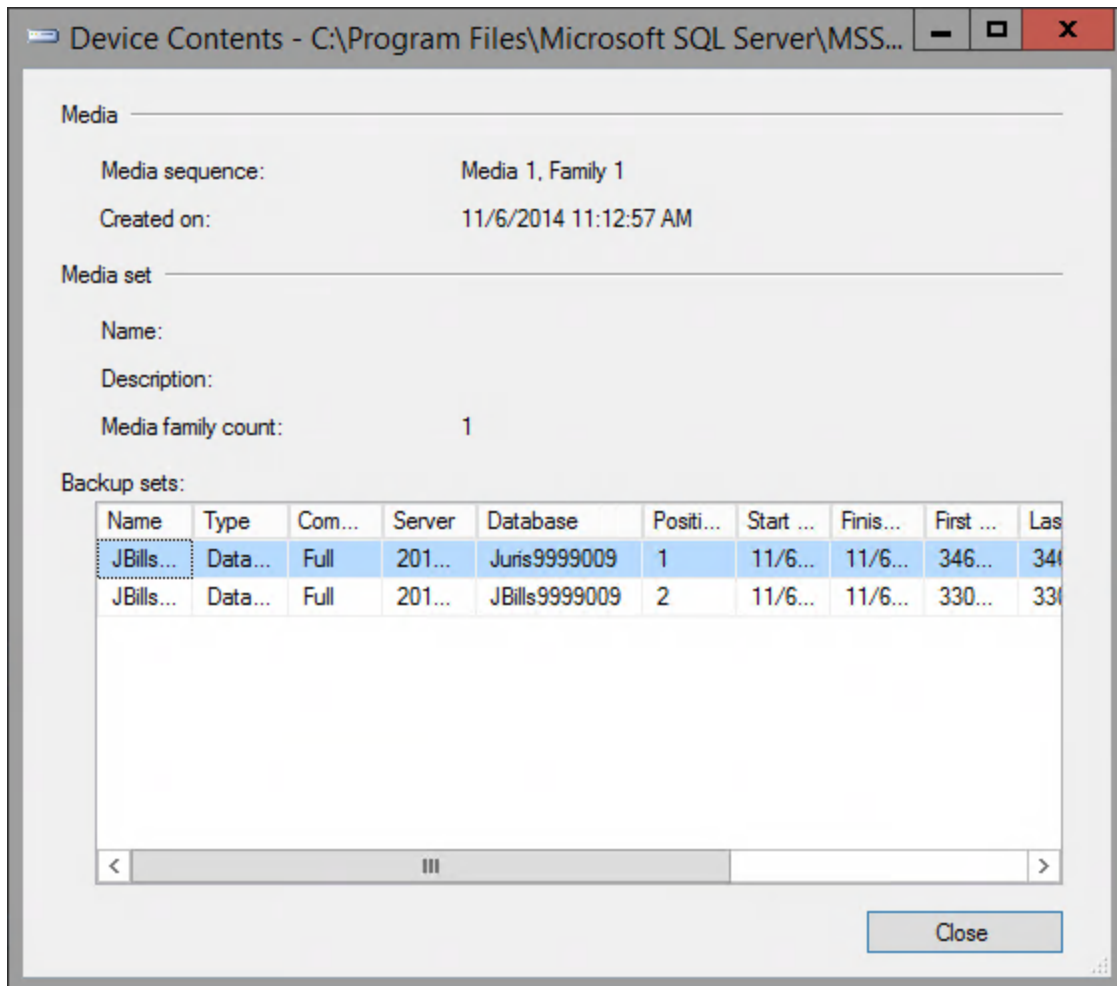 Device Contents - C:\Program Files\Microsoft SQL Server\MSS...
Media
Media sequence: Media 1, Family 1
Created on: 11/6/2014 11:12:57 AM
Media set
Name:
Description:
Media family count: 1
Backup sets:
Name Type Com... Server Database Positi... Start ... Finis... First ... Las
JBills... Data... Full 201... Juris9999009 1 11/6... 11/6... 346... 346
JBills... Data... Full 201... JBills9999009 2 11/6... 11/6... 330... 330
Close